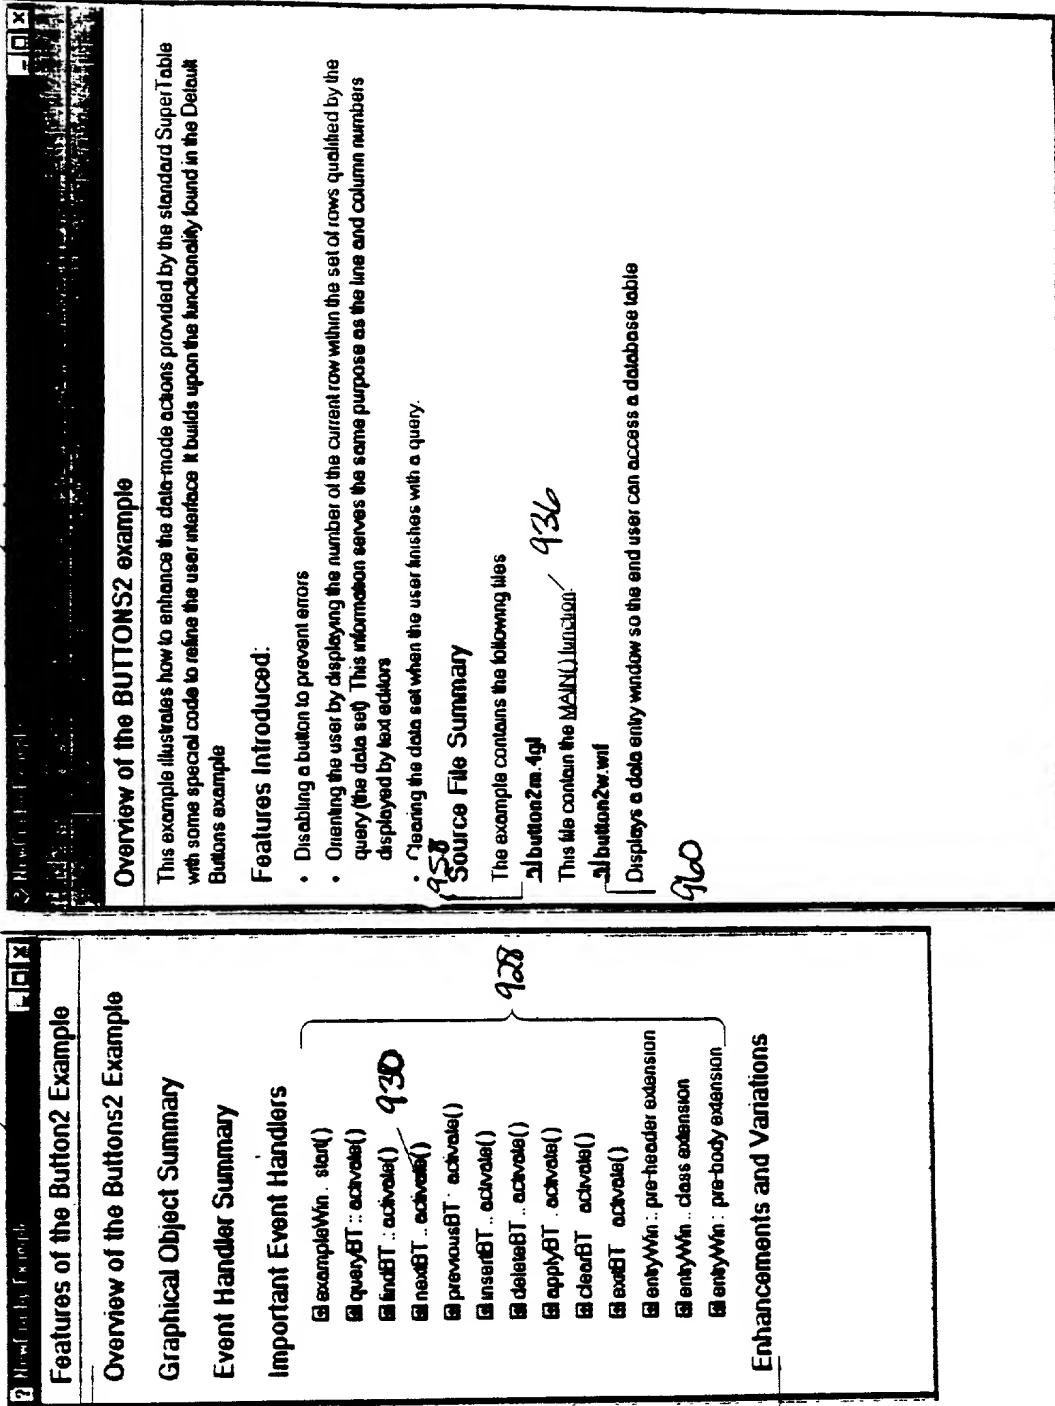 Features of the Button2 Example
Overview of the Buttons2 Example
Graphical Object Summary
Event Handler Summary
Important Event Handlers
exampleWin . start()
queryBT :: activate()
findBT .: activate()
nextBT .. activate()
930
previousBT · activate()
insertBT .. activate()
deleteBT .. activate()
applyBT . activate()
clearBT activate()
exitBT activate()
entryWin :: pre-header extension
entryWin .. class extension
entryWin :. pre-body extension
928
Enhancements and Variations
Overview of the BUTTONS2 example
This example illustrates how to enhance the data-mode actions provided by the standard SuperTable
with some special code to refine the user interface It builds upon the functionality found in the Default
Buttons example
Features Introduced:
• Disabling a button to prevent errors
• Orienting the user by displaying the number of the current row within the set of rows qualified by the
query (the data set) This information serves the same purpose as the line and column numbers
displayed by text editors
• Clearing the data set when the user finishes with a query.
958
Source File Summary
The example contains the following files
button2m.4gl
This file contain the MAIN() function. 936
button2w.wif
Displays a data entry window so the end user can access a database table
960